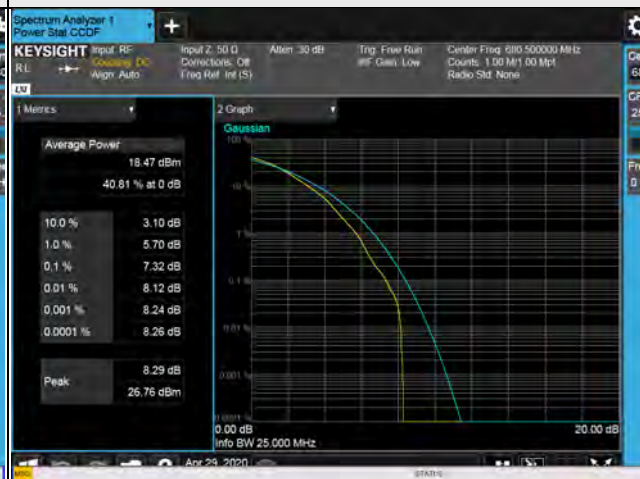 Spectrum Analyzer 1
Power Stat CCDF
KEYSIGHT
RL
Input: RF
Coupling: DC
Align: Auto
Input Z: 50 Ω
Corrections: Off
Freq Ref: Int (S)
Atten: 30 dB
Trig: Free Run
IF Gain: Low
Counts: 1.00 M/1.00 Mpt
Radio Std: None
LXI
1 Metrics
Average Power
18.47 dBm
40.81 % at 0 dB
10.0 % 3.10 dB
1.0 % 5.70 dB
0.1 % 7.32 dB
0.01 % 8.12 dB
0.001 % 8.24 dB
0.0001 % 8.26 dB
Peak
8.29 dB
26.76 dBm
2 Graph
Gaussian
100 %
10 %
1 %
0.1 %
0.01 %
0.001 %
0.0001 %
0.00 dB
20.00 dB
Info BW 25.000 MHz
Apr 29, 2020
MSG
STATUS